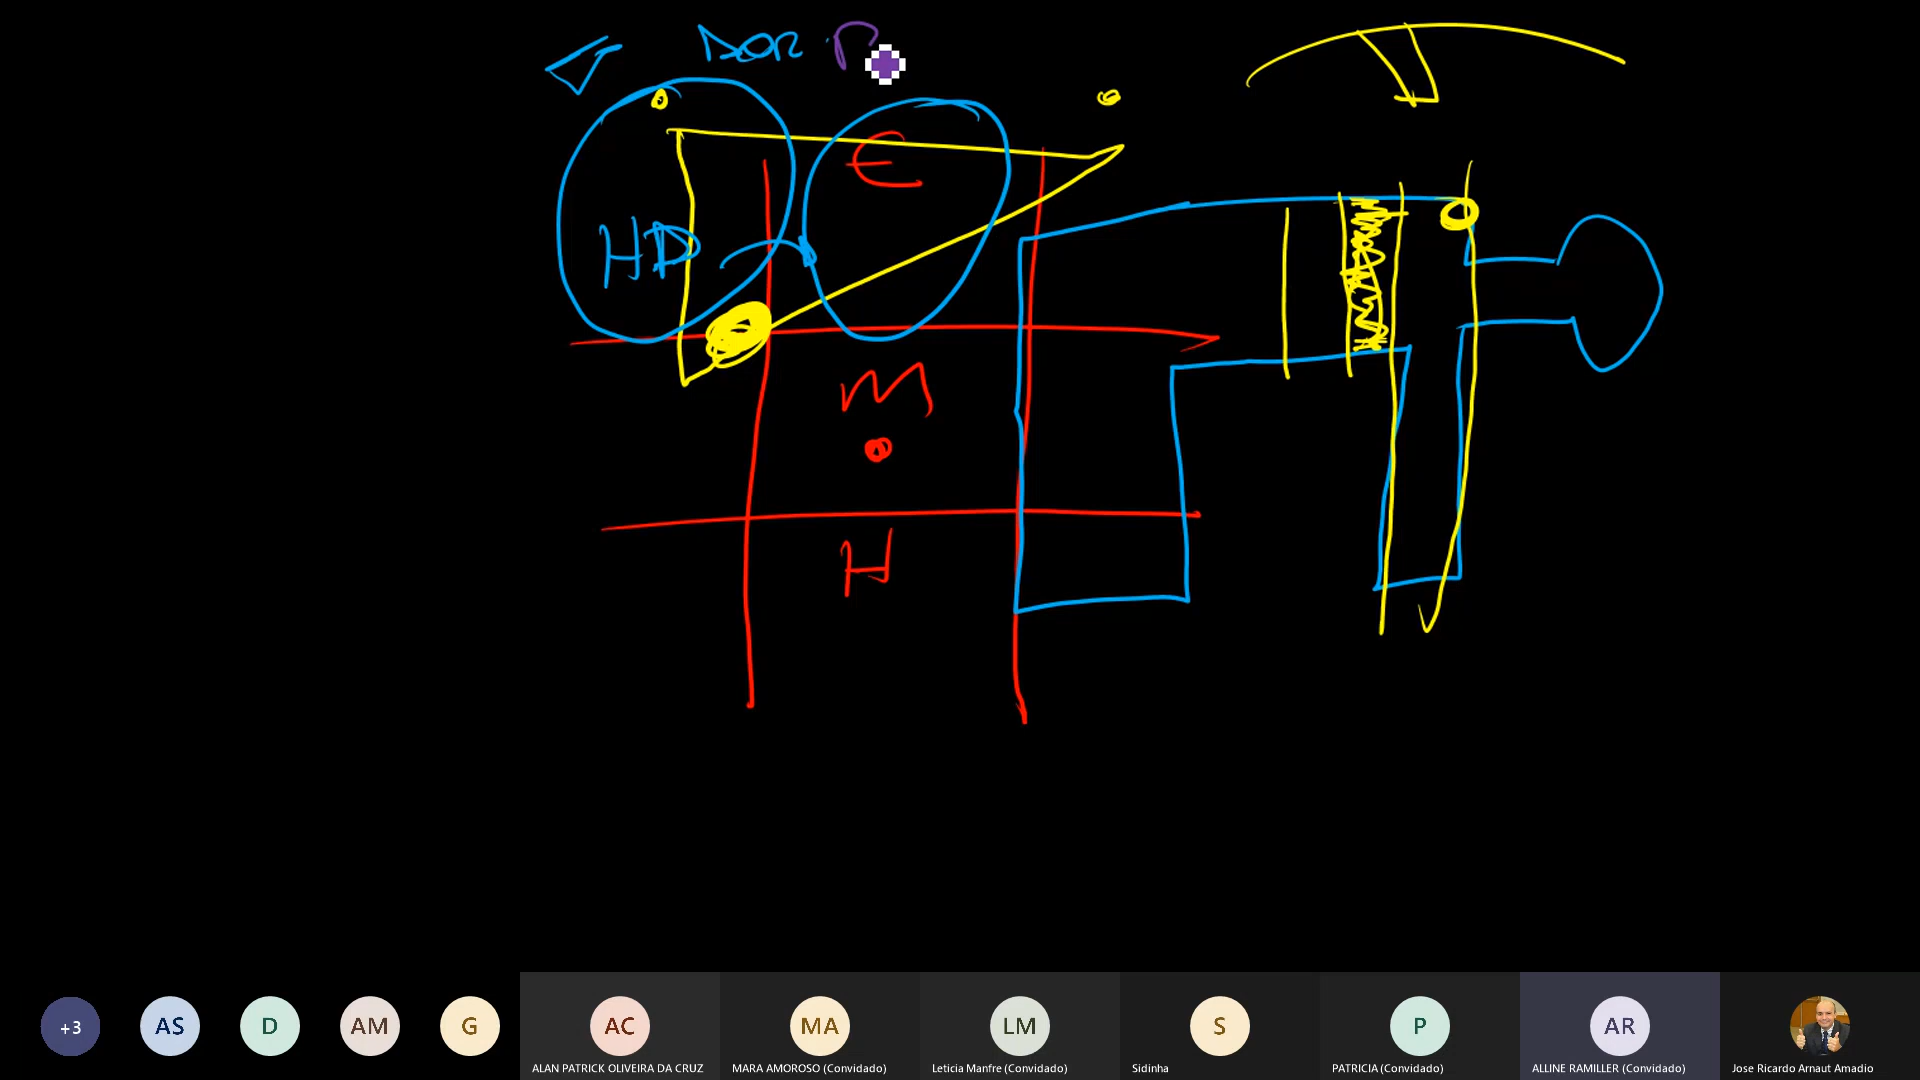 DOR
E
HD
M
H
+3 AS D AM G AC MA LM S P AR
ALAN PATRICK OLIVEIRA DA CRUZ MARA AMOROSO (Convidado) Leticia Manfre (Convidado) Sidinha PATRICIA (Convidado) ALLINE RAMILLER (Convidado) Jose Ricardo Arnaut Amadio